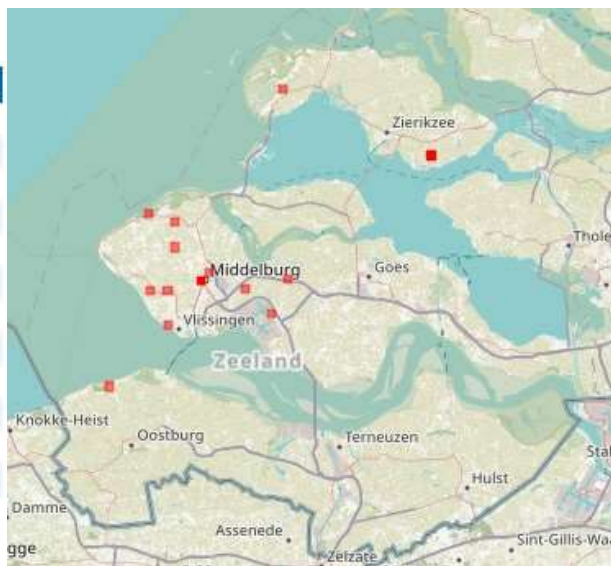 Zierikzee
Thole
Middelburg
Goes
Vlissingen
Zeeland
Knokke-Heist
Oostburg
Terneuzen
Stal
Hulst
Damme
Assenede
gge
Zelzate
Sint-Gillis-Waa